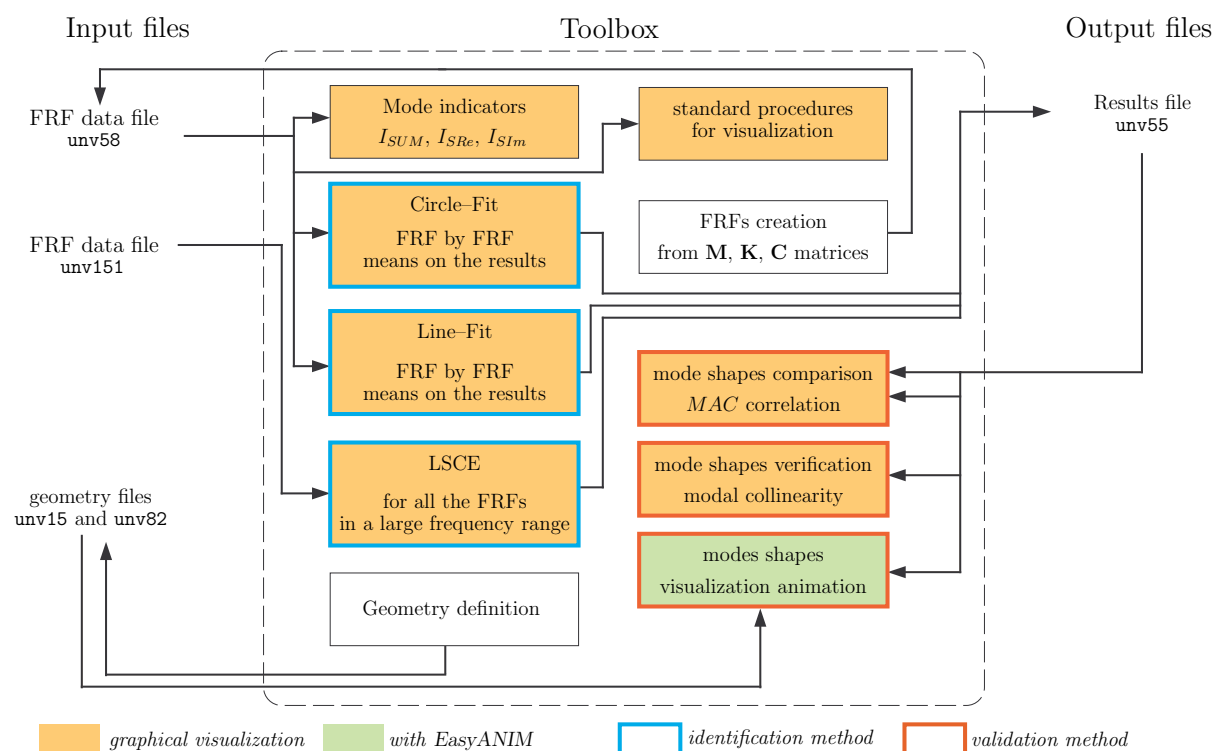 Input files
Toolbox
Output files
FRF data file
unv58
Mode indicators
I_SUM, I_SRe, I_SIm
standard procedures
for visualization
Results file
unv55
Circle–Fit
FRF by FRF
means on the results
FRFs creation
from M, K, C matrices
FRF data file
unv151
Line–Fit
FRF by FRF
means on the results
mode shapes comparison
MAC correlation
LSCE
for all the FRFs
in a large frequency range
mode shapes verification
modal collinearity
geometry files
unv15 and unv82
modes shapes
visualization animation
Geometry definition
graphical visualization
with EasyANIM
identification method
validation method